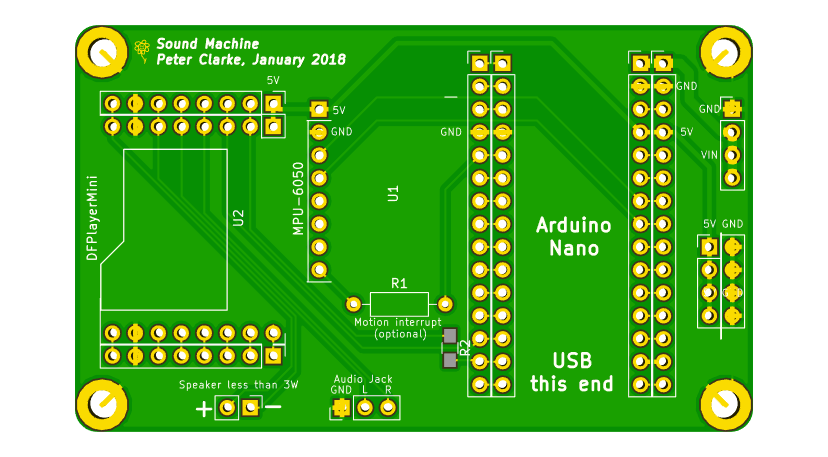 Sound Machine
Peter Clarke, January 2018
5V
5V
GND
MPU-6050
DFPlayerMini
U2
U1
GND
GND
5V
GND
VIN
5V GND
Arduino
Nano
R1
Motion interrupt
(optional)
R2
USB
this end
Speaker less than 3W
+
−
Audio Jack
GND L R